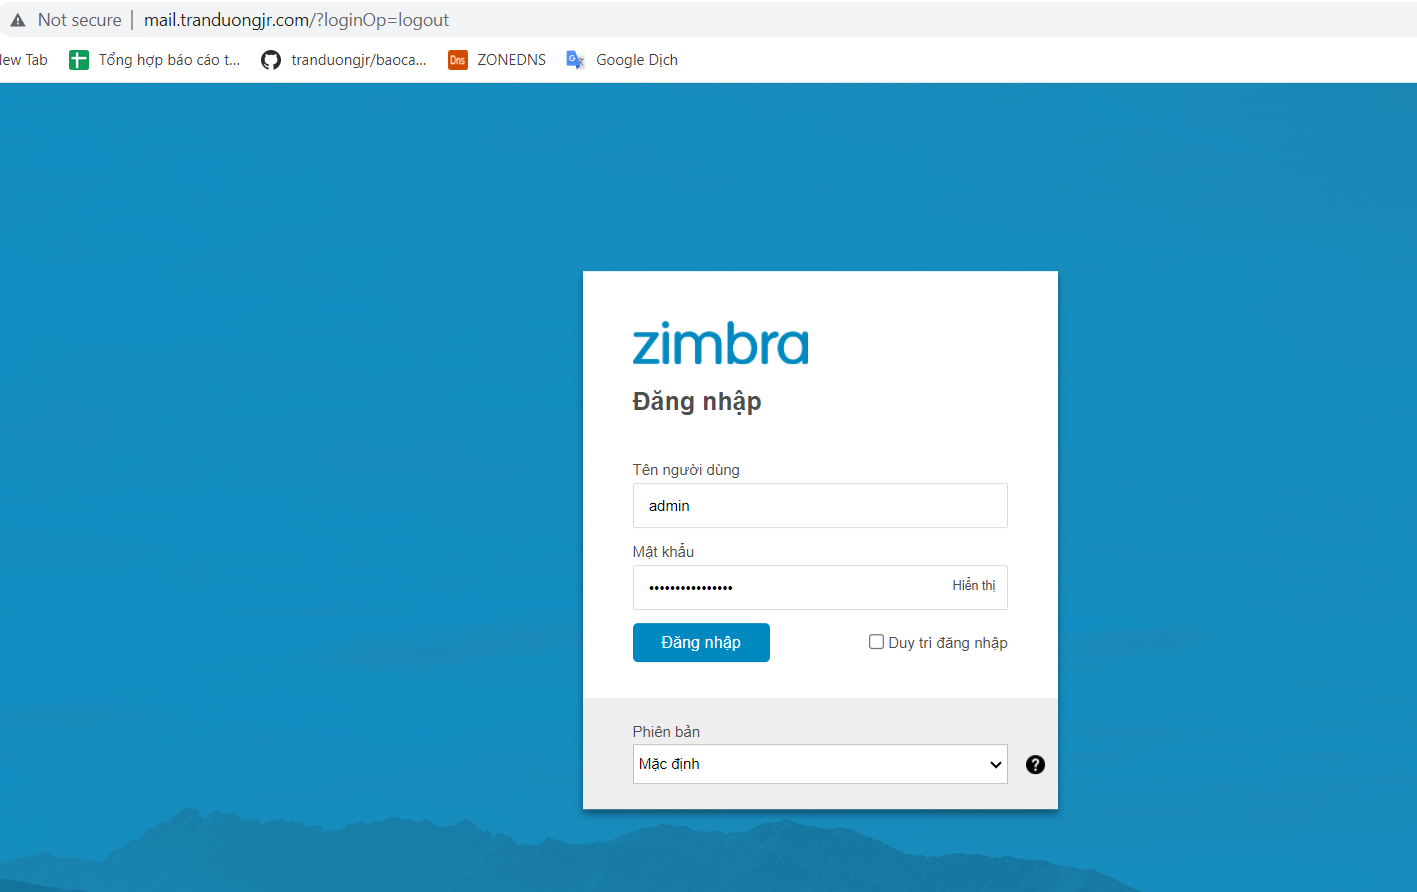 Not secure | mail.tranduongjr.com/?loginOp=logout
ew Tab Tổng hợp báo cáo t... tranduongjr/baoca... Dns ZONEDNS Google Dịch
zimbra
Đăng nhập
Tên người dùng
admin
Mật khẩu
•••••••••••••••• Hiển thị
Đăng nhập Duy trì đăng nhập
Phiên bản
Mặc định ?